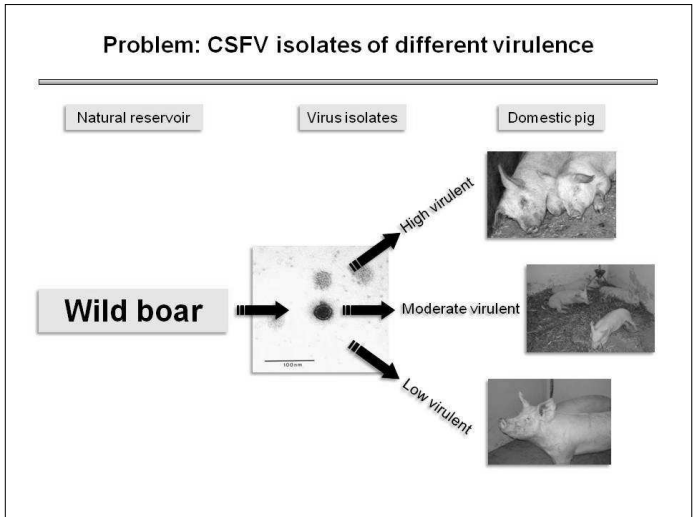 Problem: CSFV isolates of different virulence
Natural reservoir
Virus isolates
Domestic pig
High virulent
Wild boar
Moderate virulent
Low virulent
100nm